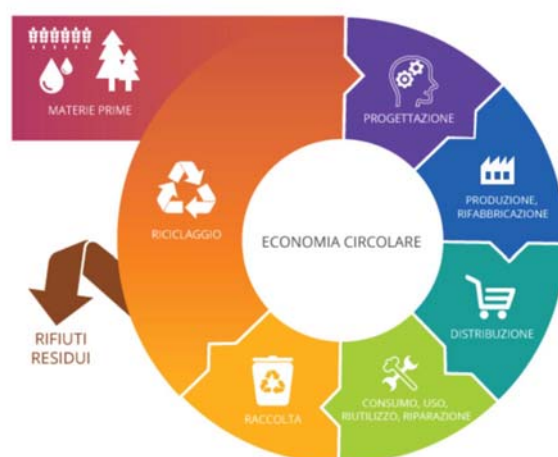 MATERIE PRIME
PROGETTAZIONE
PRODUZIONE,
RIFABBRICAZIONE
RICICLAGGIO
ECONOMIA CIRCOLARE
DISTRIBUZIONE
RIFIUTI
RESIDUI
RACCOLTA
CONSUMO, USO,
RIUTILIZZO, RIPARAZIONE